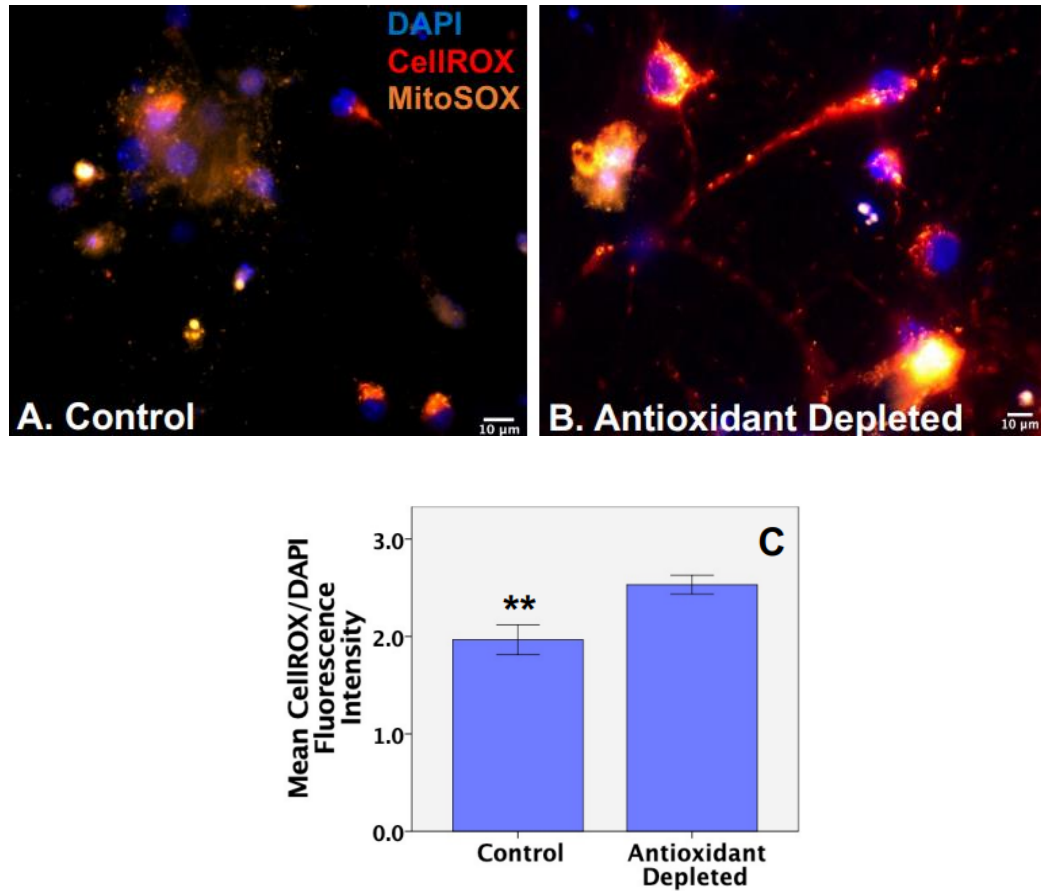 DAPI
CellROX
MitoSOX
A. Control
10 µm
B. Antioxidant Depleted
10 µm
Mean CellROX/DAPI
Fluorescence
Intensity
3.0
2.0
1.0
0.0
**
C
Control
Antioxidant
Depleted